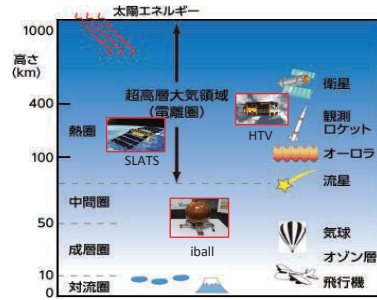 太陽エネルギー
1000
高さ
(km)
400
100
50
10
0
熱圏
中間圏
成層圏
対流圏
超高層大気領域
(電離圏)
SLATS
HTV
iball
衛星
観測
ロケット
オーロラ
流星
気球
オゾン層
飛行機